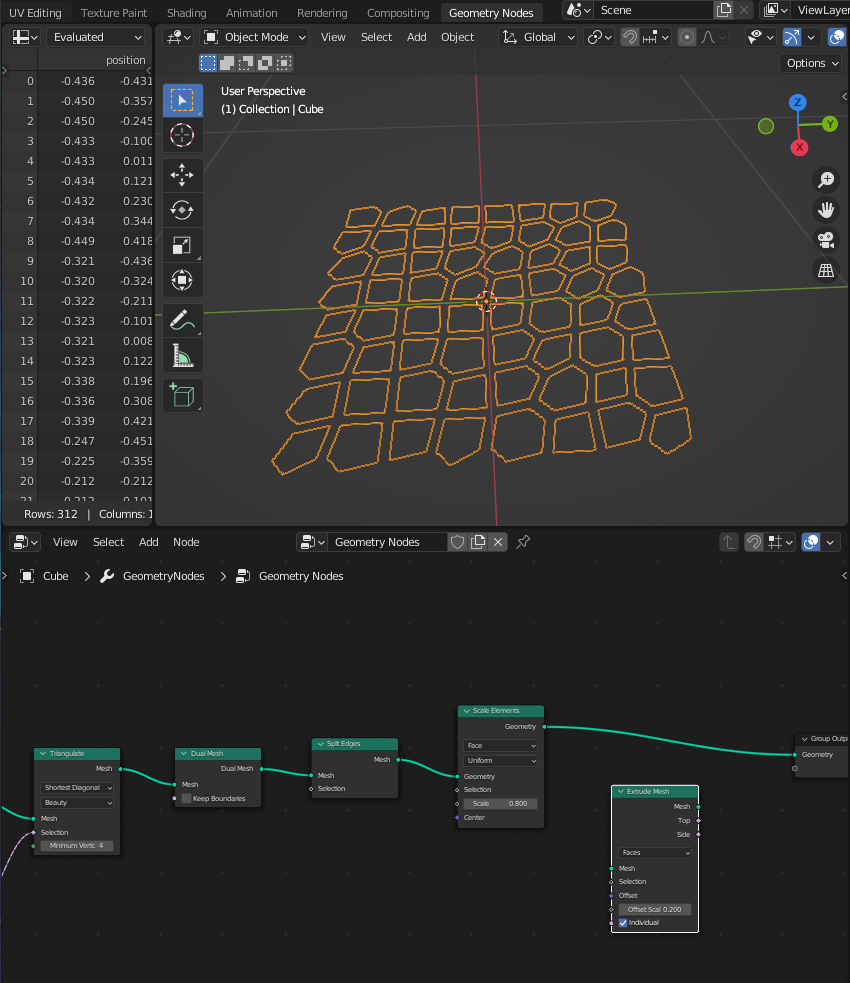 UV Editing Texture Paint Shading Animation Rendering Compositing Geometry Nodes Scene ViewLayer
Evaluated Object Mode View Select Add Object Global
position
Options
0 -0.436 -0.431
1 -0.450 -0.357
2 -0.450 -0.245
3 -0.433 -0.100
4 -0.433 0.011
5 -0.434 0.121
6 -0.432 0.230
7 -0.434 0.344
8 -0.449 0.418
9 -0.321 -0.436
10 -0.320 -0.324
11 -0.322 -0.211
12 -0.323 -0.101
13 -0.321 0.008
14 -0.323 0.122
15 -0.338 0.196
16 -0.336 0.308
17 -0.339 0.421
18 -0.247 -0.451
19 -0.225 -0.359
20 -0.212 -0.212
21 -0.212 -0.101
Rows: 312 | Columns: 1
User Perspective
(1) Collection | Cube
Z
Y
X
View Select Add Node Geometry Nodes
Cube GeometryNodes Geometry Nodes
Triangulate
Mesh
Shortest Diagonal
Beauty
Mesh
Selection
Minimum Vertic 4
Dual Mesh
Dual Mesh
Mesh
Keep Boundaries
Split Edges
Mesh
Mesh
Selection
Scale Elements
Geometry
Face
Uniform
Geometry
Selection
Scale 0.800
Center
Extrude Mesh
Mesh
Top
Side
Faces
Mesh
Selection
Offset
Offset Scal 0.200
Individual
Group Outp
Geometry